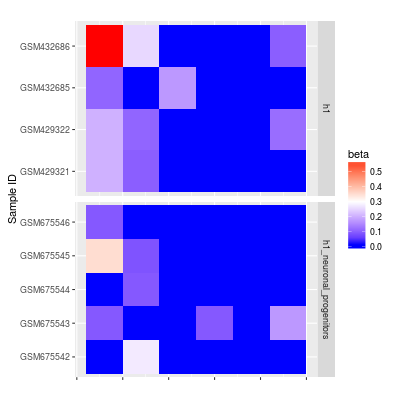 GSM432686
GSM432685
GSM429322
GSM429321
h1
GSM675546
GSM675545
GSM675544
GSM675543
GSM675542
h1_neuronal_progenitors
Sample ID
beta
0.5
0.4
0.3
0.2
0.1
0.0